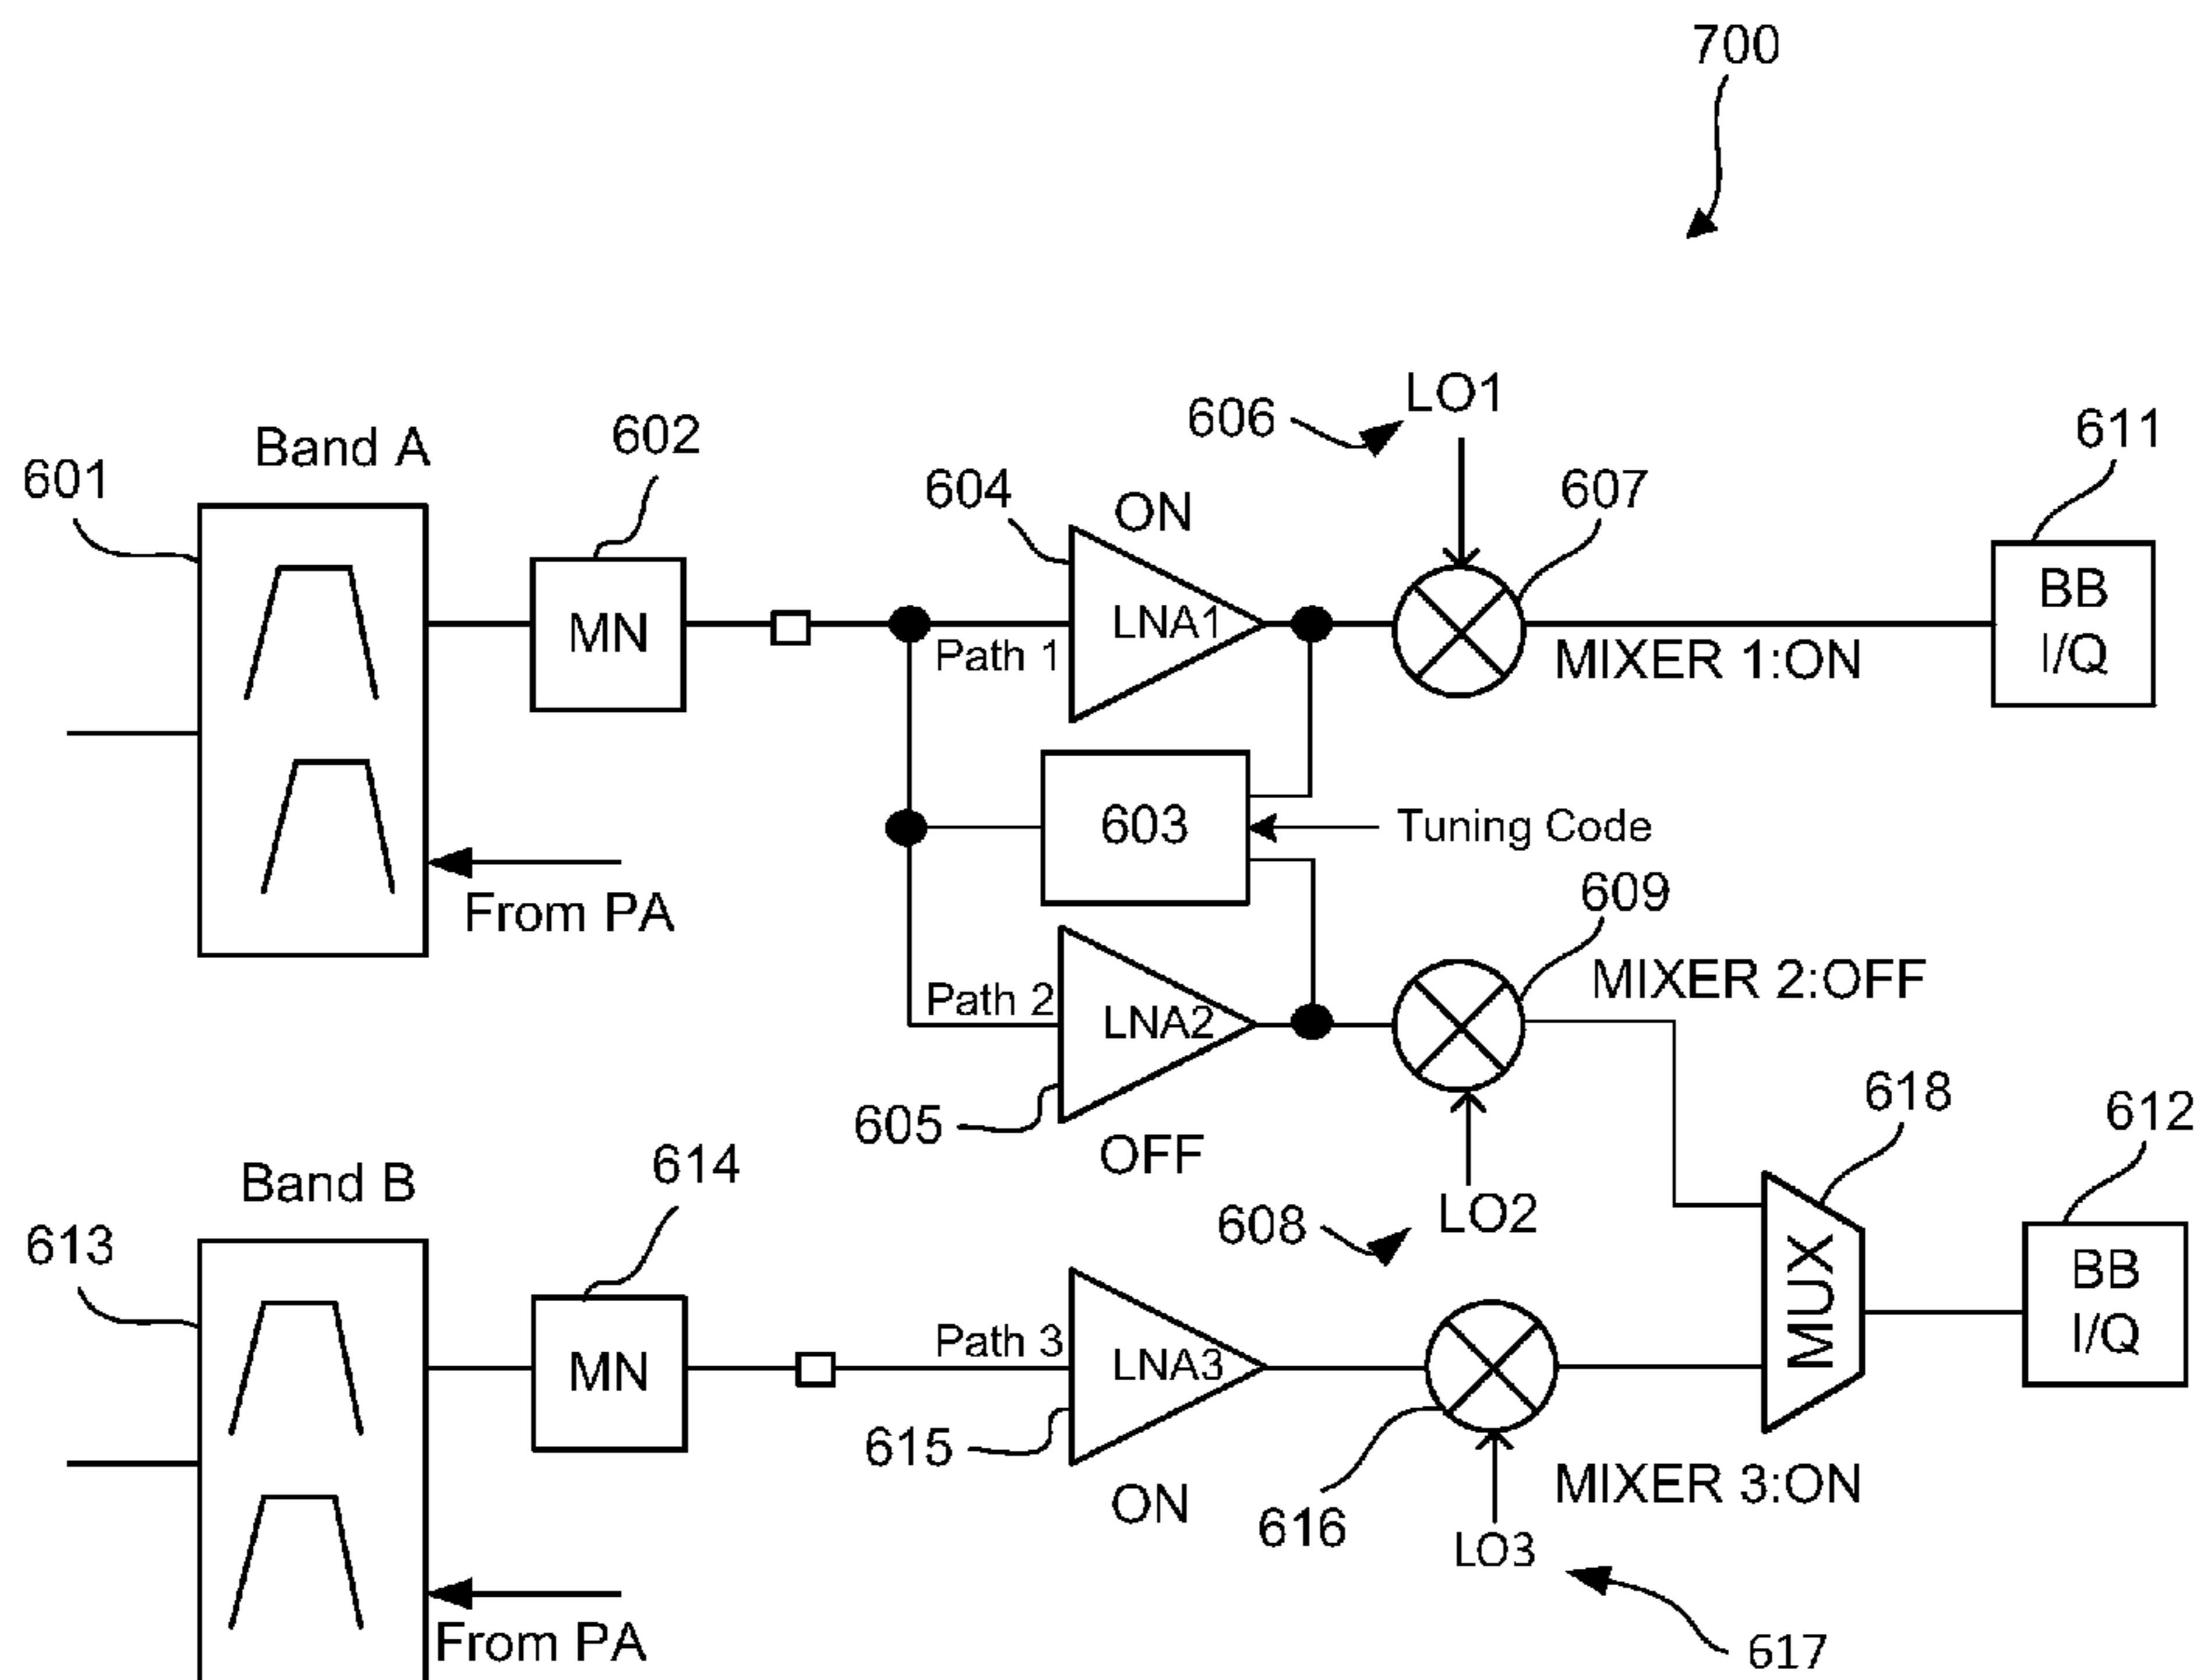 700
606
LO1
611
Band A
602
601
604
ON
607
BB
I/Q
MN
LNA1
Path 1
MIXER 1:ON
603
Tuning Code
609
From PA
MIXER 2:OFF
Path 2
LNA2
618
605
612
OFF
614
Band B
608
LO2
613
MUX
BB
I/Q
Path 3
MN
LNA3
615
MIXER 3:ON
ON
616
LO3
From PA
617